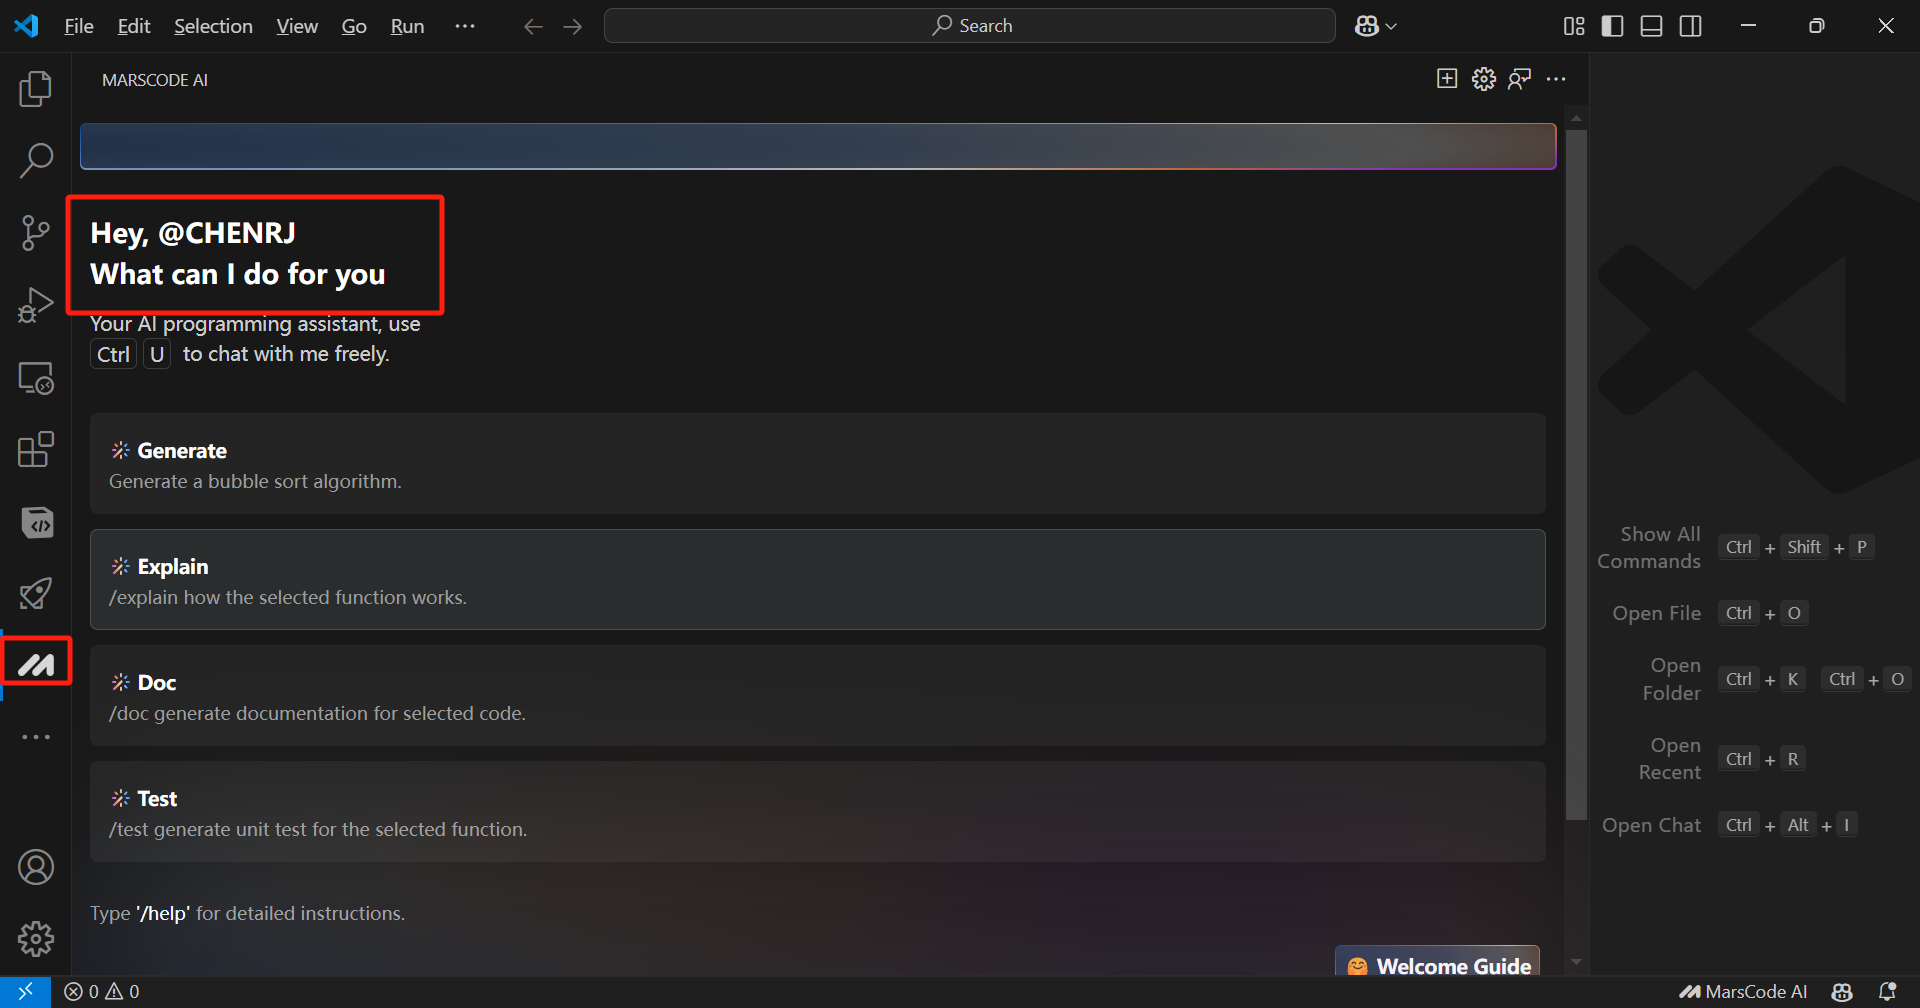 File Edit Selection View Go Run ··· Search
MARSCODE AI
Hey, @CHENRJ
What can I do for you
Your AI programming assistant, use
Ctrl U to chat with me freely.
Generate
Generate a bubble sort algorithm.
Explain
/explain how the selected function works.
Doc
/doc generate documentation for selected code.
Test
/test generate unit test for the selected function.
Type '/help' for detailed instructions.
Welcome Guide
Show All
Commands
Ctrl + Shift + P
Open File Ctrl + O
Open
Folder
Ctrl + K Ctrl + O
Open
Recent
Ctrl + R
Open Chat Ctrl + Alt + I
0 0
MarsCode AI